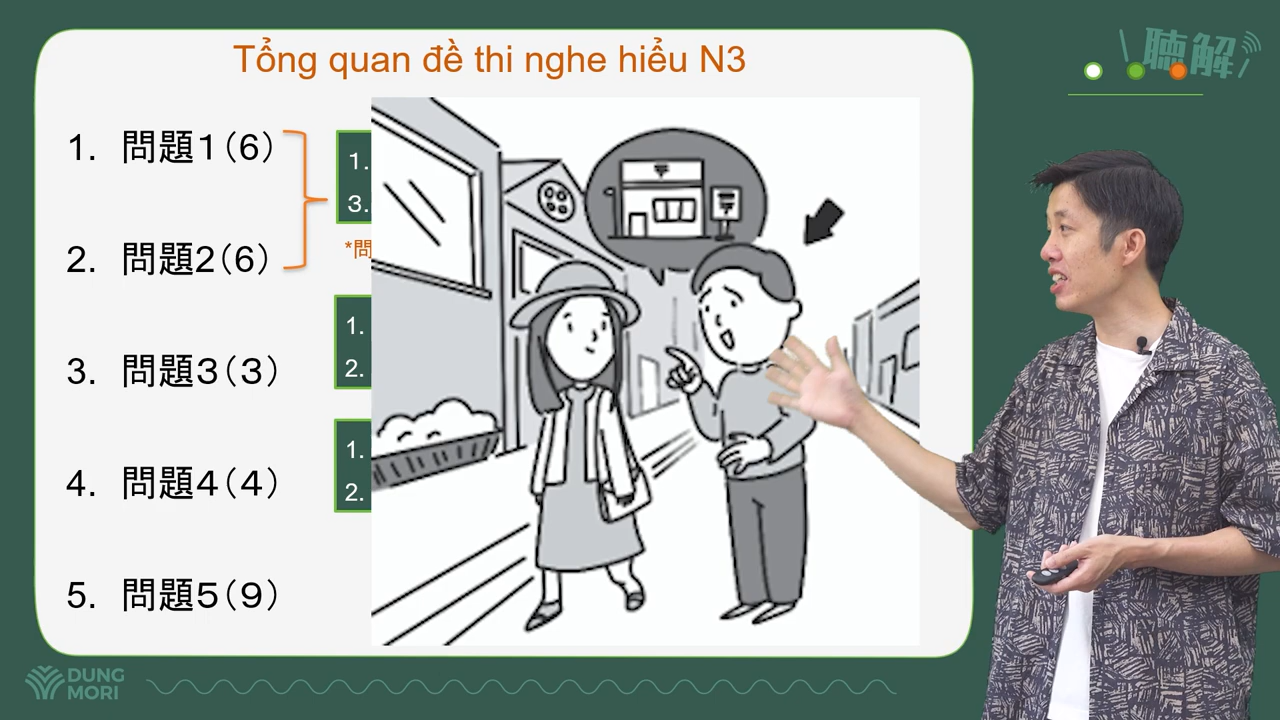 Tổng quan đề thi nghe hiểu N3
聴解
1. 問題1(6)
2. 問題2(6)
3. 問題3(3)
4. 問題4(4)
5. 問題5(9)
1.
3.
*問
1.
2.
1.
2.
〒
〒
DUNG
MORI